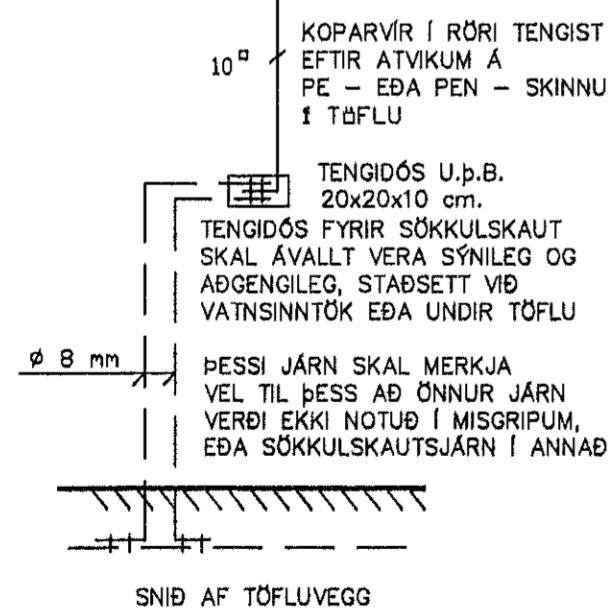 KOPARVÍR Í RÖRI TENGIST
10¤ EFTIR ATVIKUM Á
PE – EÐA PEN – SKINNU
Í TÖFLU
TENGIDÓS U.þ.B.
20x20x10 cm.
TENGIDÓS FYRIR SÖKKULSKAUT
SKAL ÁVALLT VERA SÝNILEG OG
AÐGENGILEG, STAÐSETT VIÐ
VATNSINNTÖK EÐA UNDIR TÖFLU
ø 8 mm
ÞESSI JÁRN SKAL MERKJA
VEL TIL þESS AÐ ÖNNUR JÁRN
VERÐI EKKI NOTUÐ Í MISGRIPUM,
EÐA SÖKKULSKAUTSJÁRN Í ANNAÐ
SNIÐ AF TÖFLUVEGG